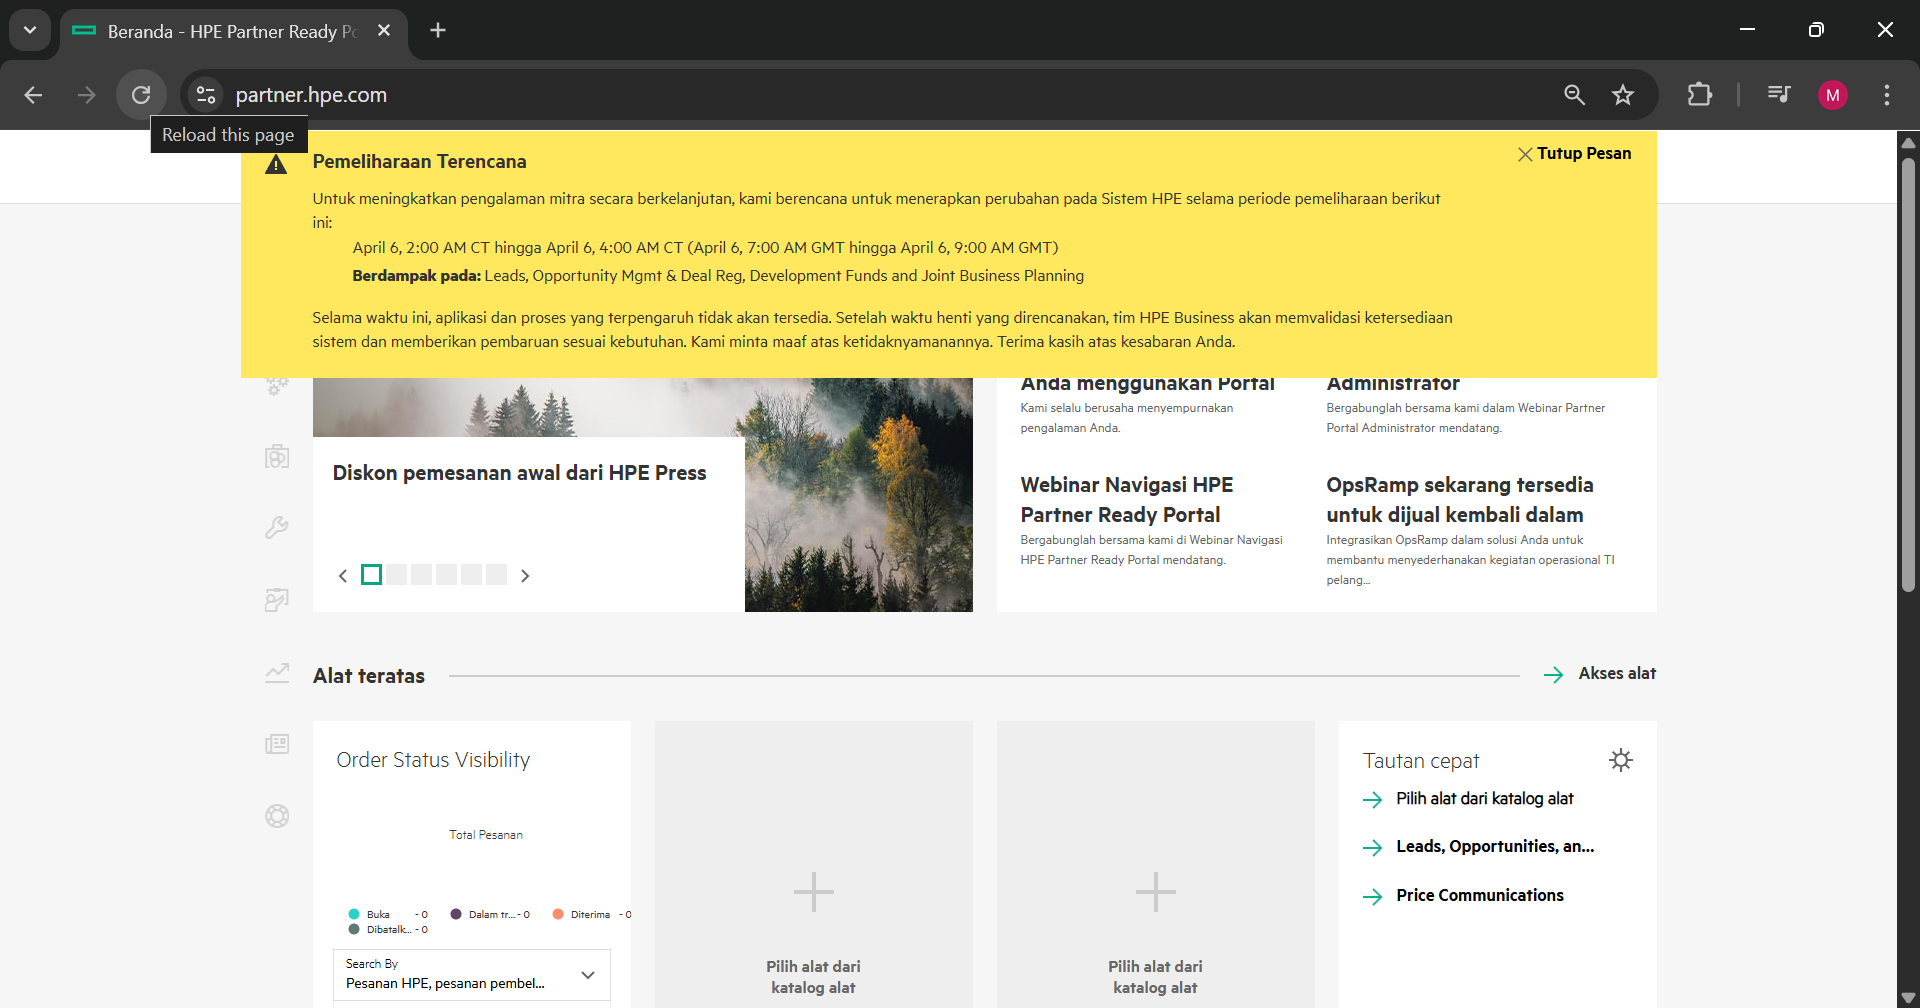 Beranda - HPE Partner Ready Po
partner.hpe.com
M
Reload this page
Pemeliharaan Terencana
Tutup Pesan
Untuk meningkatkan pengalaman mitra secara berkelanjutan, kami berencana untuk menerapkan perubahan pada Sistem HPE selama periode pemeliharaan berikut
ini:
April 6, 2:00 AM CT hingga April 6, 4:00 AM CT (April 6, 7:00 AM GMT hingga April 6, 9:00 AM GMT)
Berdampak pada: Leads, Opportunity Mgmt & Deal Reg, Development Funds and Joint Business Planning
Selama waktu ini, aplikasi dan proses yang terpengaruh tidak akan tersedia. Setelah waktu henti yang direncanakan, tim HPE Business akan memvalidasi ketersediaan
sistem dan memberikan pembaruan sesuai kebutuhan. Kami minta maaf atas ketidaknyamanannya. Terima kasih atas kesabaran Anda.
Diskon pemesanan awal dari HPE Press
Anda menggunakan Portal
Kami selalu berusaha menyempurnakan
pengalaman Anda.
Administrator
Bergabunglah bersama kami dalam Webinar Partner
Portal Administrator mendatang.
Webinar Navigasi HPE
Partner Ready Portal
Bergabunglah bersama kami di Webinar Navigasi
HPE Partner Ready Portal mendatang.
OpsRamp sekarang tersedia
untuk dijual kembali dalam
Integrasikan OpsRamp dalam solusi Anda untuk
membantu menyederhanakan kegiatan operasional TI
pelang...
Alat teratas
Akses alat
Order Status Visibility
Total Pesanan
Buka - 0
Dalam tr... - 0
Diterima - 0
Dibatalk... - 0
Search By
Pesanan HPE, pesanan pembel...
Pilih alat dari
katalog alat
Pilih alat dari
katalog alat
Tautan cepat
Pilih alat dari katalog alat
Leads, Opportunities, an...
Price Communications